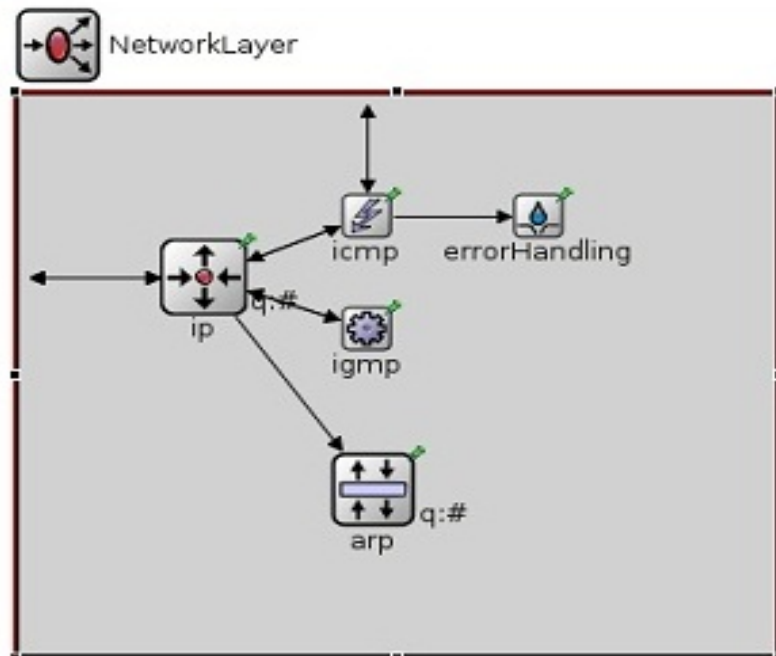 NetworkLayer
icmp
errorHandling
q:#
ip
igmp
q:#
arp